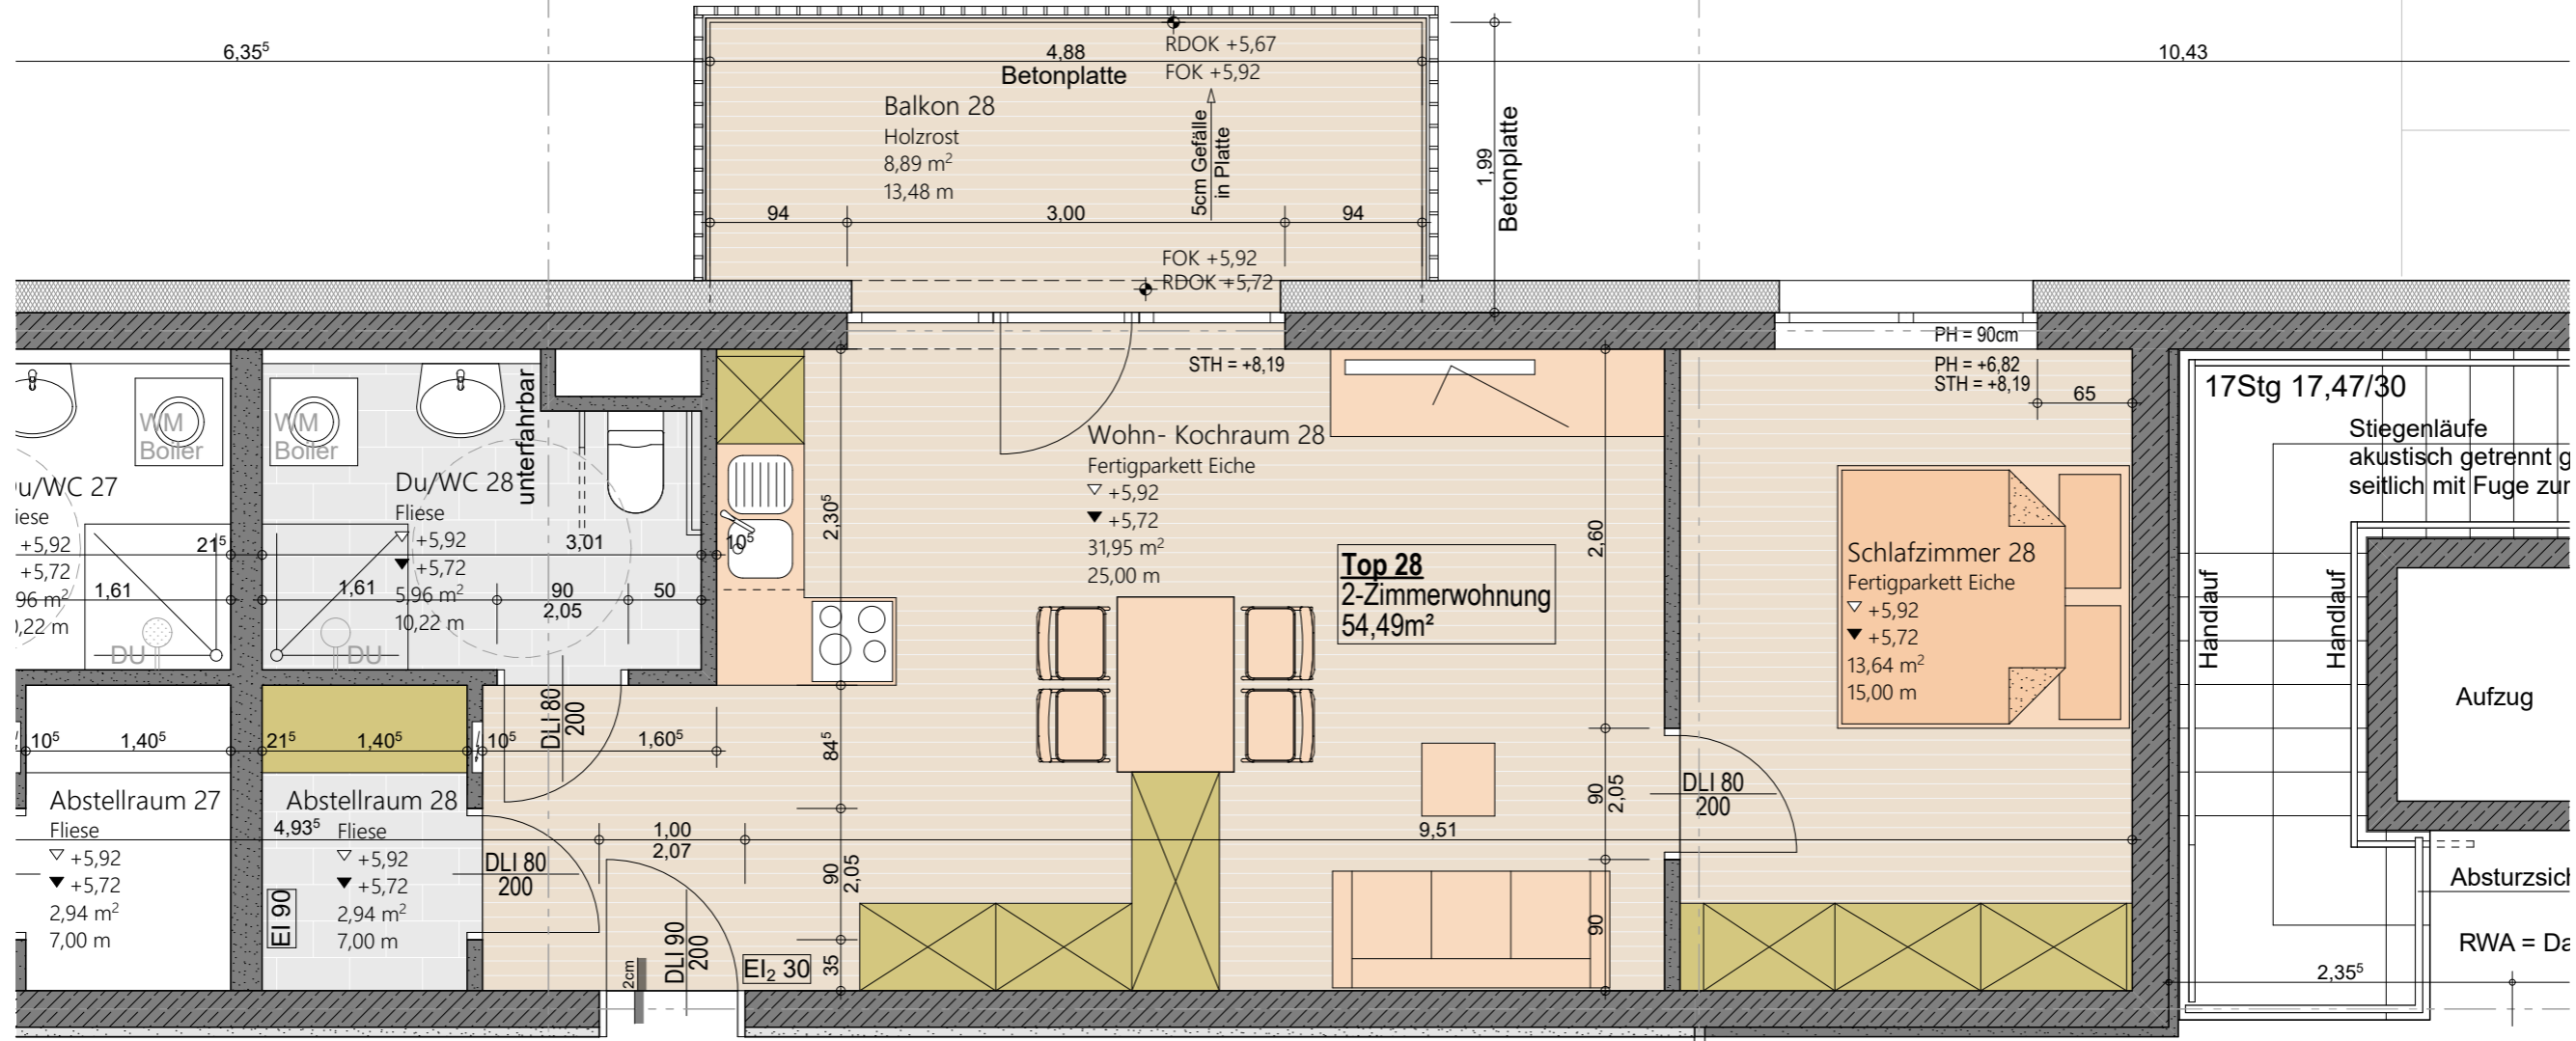 6,35⁵
4,88
10,43
Betonplatte
RDOK +5,67
FOK +5,92
Balkon 28
Holzrost
8,89 m²
13,48 m
5cm Gefälle
in Platte
1,99
Betonplatte
94
3,00
94
FOK +5,92
RDOK +5,72
STH = +8,19
PH = 90cm
PH = +6,82
STH = +8,19
65
17Stg 17,47/30
Stiegenläufe
akustisch getrennt
seitlich mit Fuge
Handlauf
Handlauf
Aufzug
RWA =
2,35⁵
WM
Boiler
27
+5,92
+5,72
21⁵
1,61
DU
WM
Boiler
unterfahrbar
Du/WC 28
Fliese
+5,92
+5,72
5,96 m²
10,22 m
3,01
10⁵
1,61
90
2,05
50
DU
2,30⁵
Wohn- Kochraum 28
Fertigparkett Eiche
+5,92
+5,72
31,95 m²
25,00 m
Top 28
2-Zimmerwohnung
54,49m²
2,60
Schlafzimmer 28
Fertigparkett Eiche
+5,92
+5,72
13,64 m²
15,00 m
10⁵
1,40⁵
21⁵
1,40⁵
10⁵
DLI 80
200
1,60⁵
84⁵
90
2,05
DLI 80
200
Abstellraum 27
Fliese
+5,92
+5,72
2,94 m²
7,00 m
Abstellraum 28
4,93⁵
Fliese
+5,92
+5,72
2,94 m²
7,00 m
EI 90
DLI 80
200
1,00
2,07
9,51
90
2,05
2cm
DLI 90
200
EI₂ 30
35
90